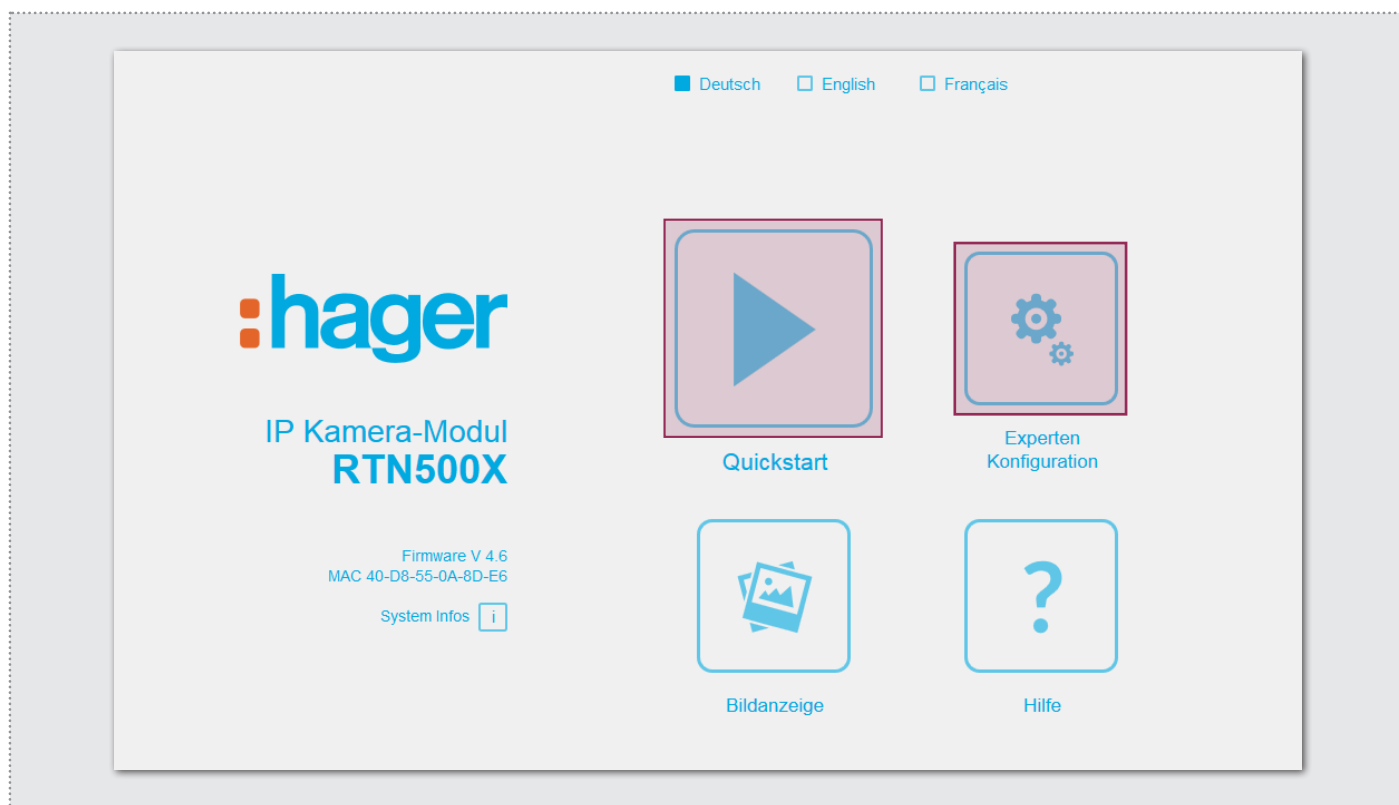 Deutsch English Français
:hager
IP Kamera-Modul
RTN500X
Firmware V 4.6
MAC 40-D8-55-0A-8D-E6
System Infos i
Quickstart
Experten
Konfiguration
Bildanzeige
?
Hilfe